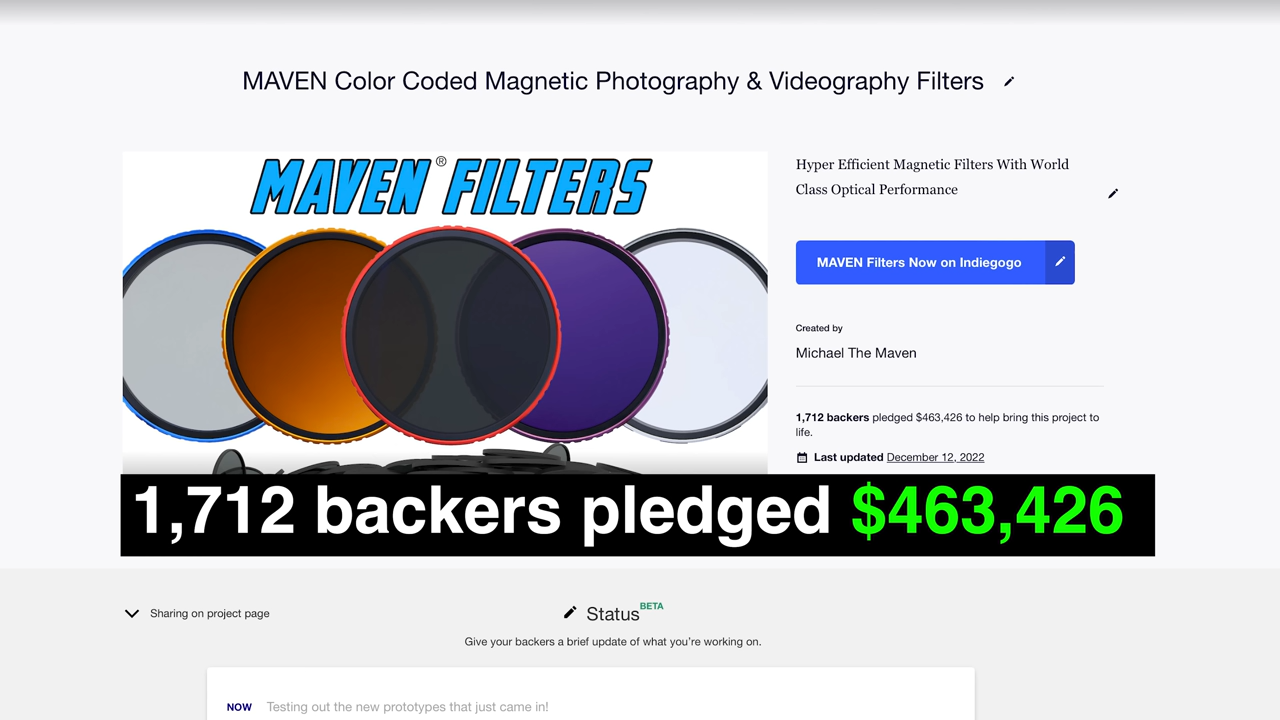 MAVEN Color Coded Magnetic Photography & Videography Filters
MAVEN® FILTERS
Hyper Efficient Magnetic Filters With World
Class Optical Performance
MAVEN Filters Now on Indiegogo
Created by
Michael The Maven
1,712 backers pledged $463,426 to help bring this project to
life.
Last updated December 12, 2022
1,712 backers pledged $463,426
Sharing on project page
Status BETA
Give your backers a brief update of what you’re working on.
NOW Testing out the new prototypes that just came in!